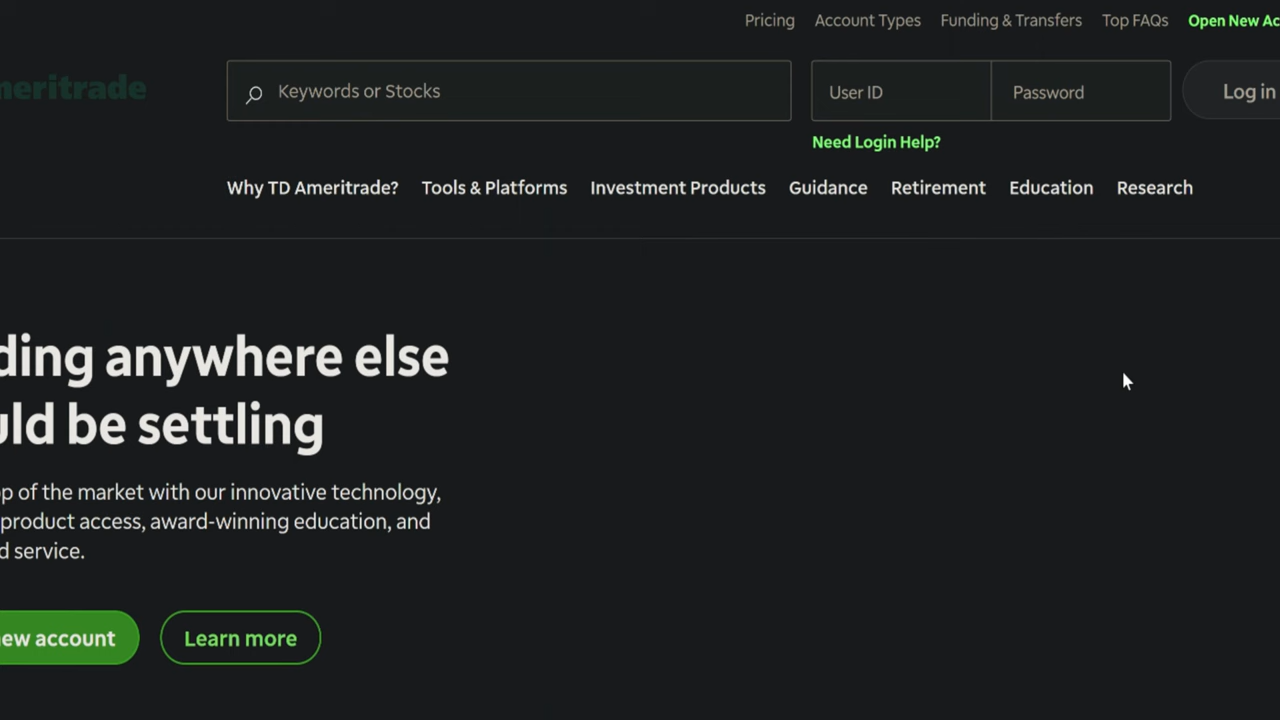 Pricing Account Types Funding & Transfers Top FAQs Open New Ac
meritrade
Keywords or Stocks
User ID
Password
Log in
Need Login Help?
Why TD Ameritrade? Tools & Platforms Investment Products Guidance Retirement Education Research
ding anywhere else
uld be settling
op of the market with our innovative technology,
product access, award-winning education, and
d service.
new account
Learn more